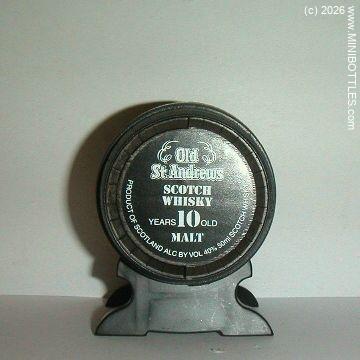 (c) 2026
www.MINIBOTTLES.com
Old
St Andrews
SCOTCH
WHISKY
YEARS 10 OLD
MALT
PRODUCT OF SCOTLAND ALC BY VOL 40% 50ml SCOTCH